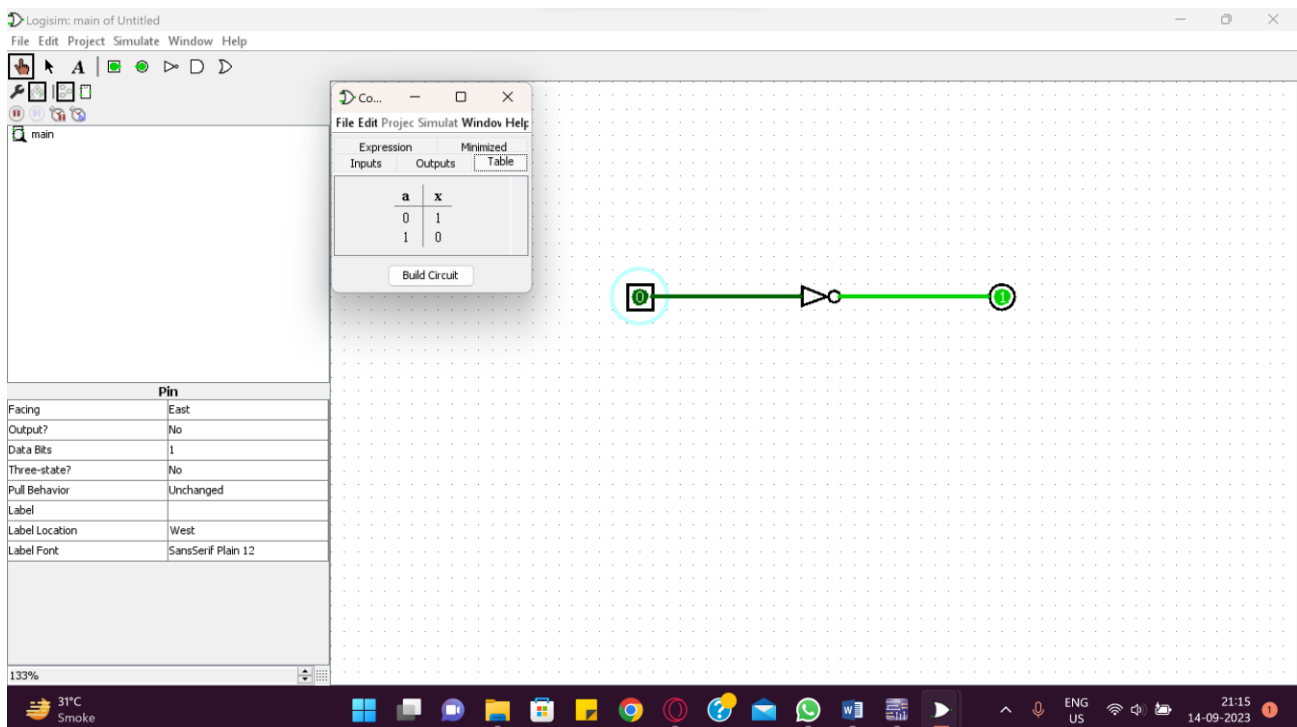 Logisim: main of Untitled
File Edit Project Simulate Window Help
A
main
Co...
File Edit Projec Simulat Window Help
Expression Minimized
Inputs Outputs Table
a x
0 1
1 0
Build Circuit
0 1
Pin
Facing East
Output? No
Data Bits 1
Three-state? No
Pull Behavior Unchanged
Label
Label Location West
Label Font SansSerif Plain 12
133%
31°C
Smoke
ENG
US
21:15
14-09-2023
1